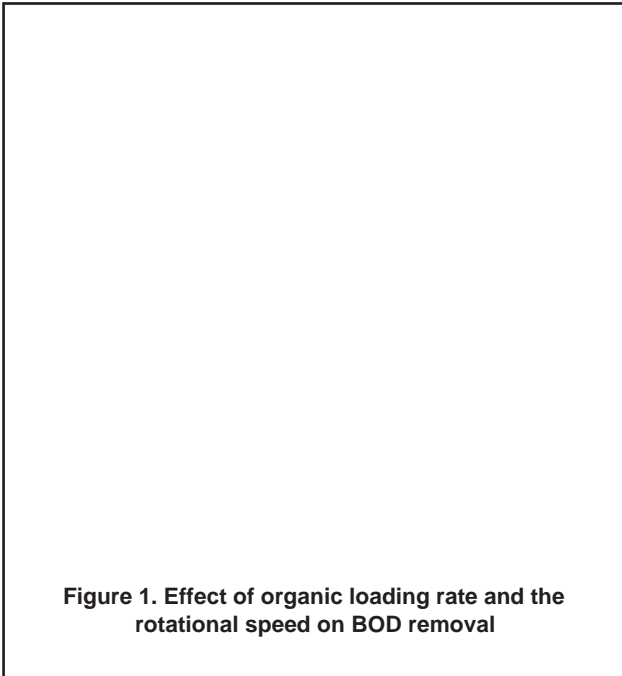 Figure 1. Effect of organic loading rate and the
rotational speed on BOD removal